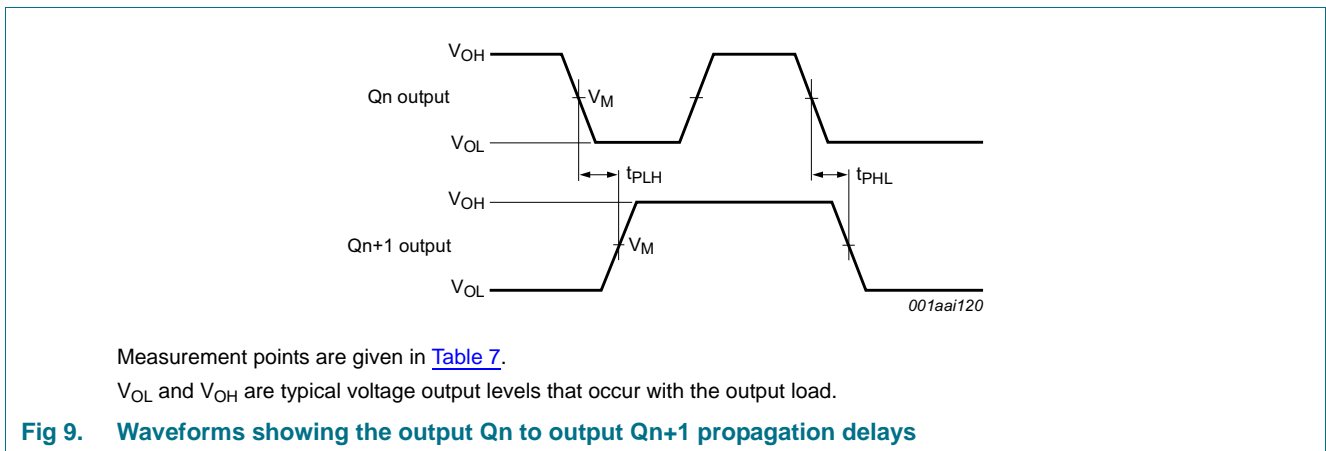 VOH
Qn output
VM
VOL
tPLH
tPHL
VOH
Qn+1 output
VM
VOL
001aai120
Measurement points are given in Table 7.
VOL and VOH are typical voltage output levels that occur with the output load.
Fig 9. Waveforms showing the output Qn to output Qn+1 propagation delays